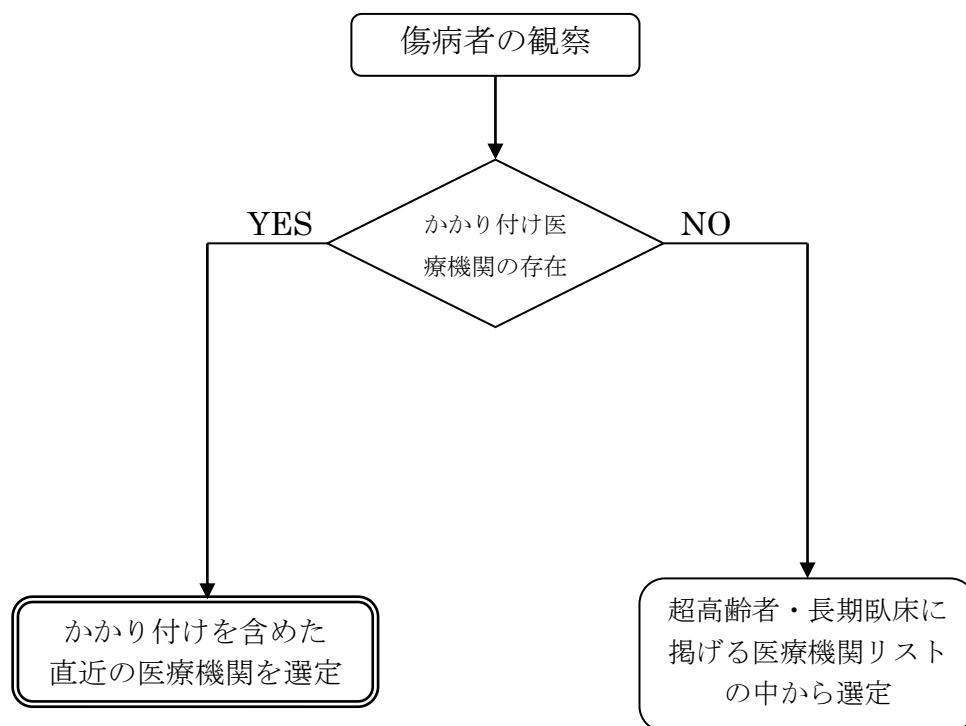 傷病者の観察
YES
かかり付け医
療機関の存在
NO
かかり付けを含めた
直近の医療機関を選定
超高齢者・長期臨床に
掲げる医療機関リスト
の中から選定